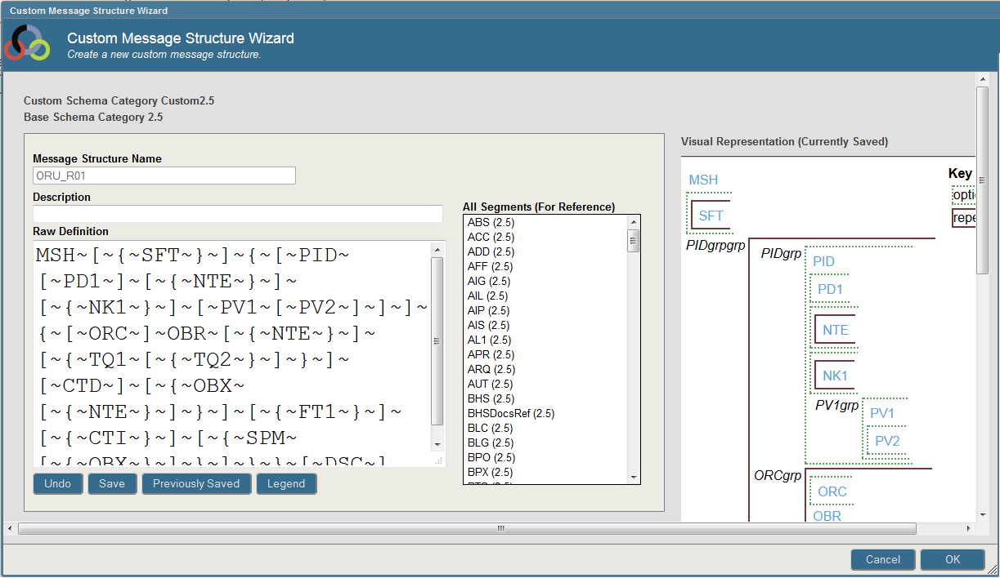 Custom Message Structure Wizard
Custom Message Structure Wizard
Create a new custom message structure.
Custom Schema Category Custom2.5
Base Schema Category 2.5
Message Structure Name
ORU_R01
Description
Raw Definition
MSH~[~{~SFT~}~]~{~[~PID~
[~PD1~]~[~{~NTE~}~]~
[~{~NK1~}~]~[~PV1~[~PV2~]~]~]~
{~[~ORC~]~OBR~[~{~NTE~}~]~
[~{~TQ1~[~{~TQ2~}~]~}~]~
[~CTD~]~[~{~OBX~
[~{~NTE~}~]~}~]~[~{~FT1~}~]~
[~{~CTI~}~]~[~{~SPM~
[~{~OBX~}~]~}~]~}~}~[~DSC~]
Undo
Save
Previously Saved
Legend
All Segments (For Reference)
ABS (2.5)
ACC (2.5)
ADD (2.5)
AFF (2.5)
AIG (2.5)
AIL (2.5)
AIP (2.5)
AIS (2.5)
AL1 (2.5)
APR (2.5)
ARQ (2.5)
AUT (2.5)
BHS (2.5)
BHSDocsRef (2.5)
BLC (2.5)
BLG (2.5)
BPO (2.5)
BPX (2.5)
Visual Representation (Currently Saved)
Key
opti
repe
MSH
SFT
PIDgrpgrp
PIDgrp
PID
PD1
NTE
NK1
PV1grp
PV1
PV2
ORCgrp
ORC
OBR
Cancel
OK